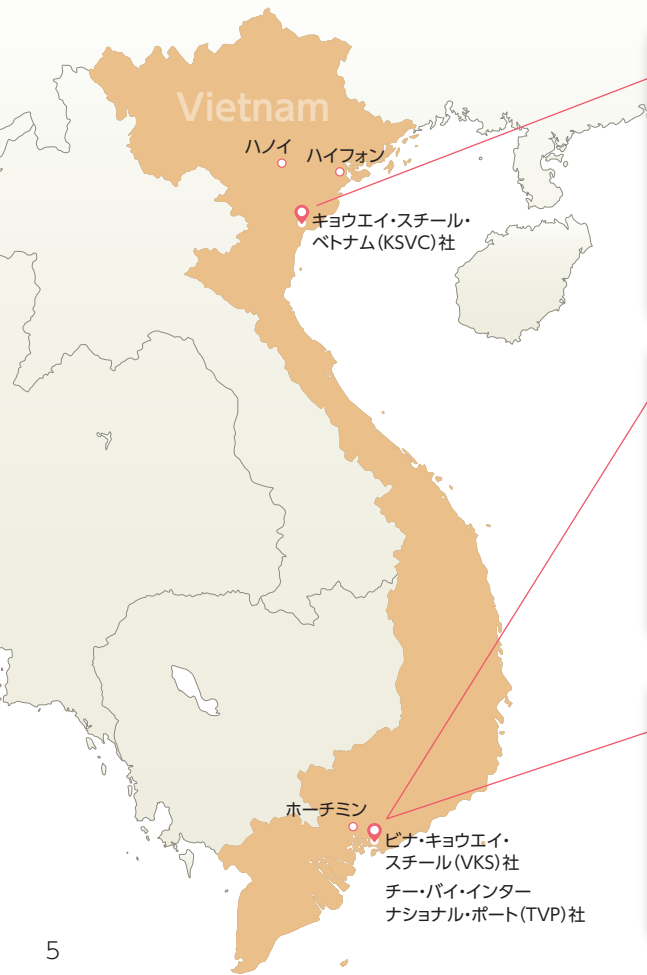 Vietnam
ハノイ
ハイフォン
キョウエイ・スチール・
ベトナム(KSVC)社
ホーチミン
ビナ・キョウエイ・
スチール(VKS)社
チー・バイ・インター
ナショナル・ポート(TVP)社
5